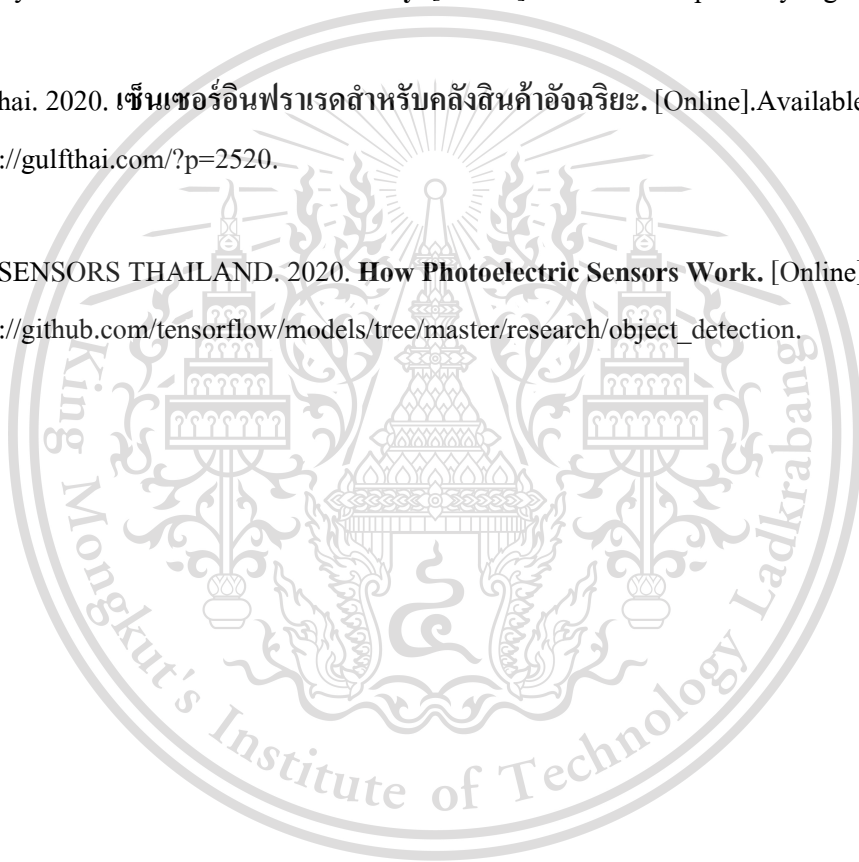 hai. 2020. เซ็นเซอร์อินฟราเรดสำหรับคลังสินค้าอัจฉริยะ. [Online].Available
://gulfthai.com/?p=2520.
SENSORS THAILAND. 2020. How Photoelectric Sensors Work. [Online]
://github.com/tensorflow/models/tree/master/research/object_detection.
King Mongkut's Institute of Technology Ladkrabang